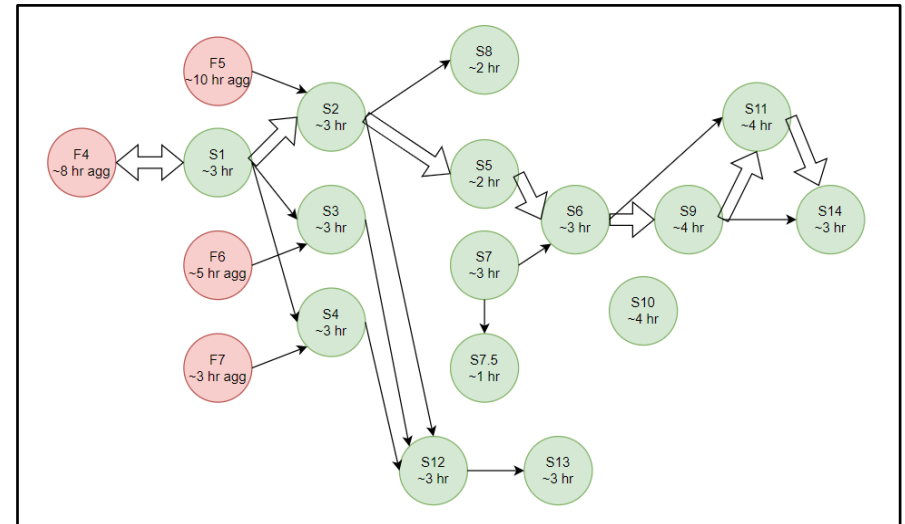 F5
~10 hr agg
S8
~2 hr
S2
~3 hr
S11
~4 hr
F4
~8 hr agg
S1
~3 hr
S5
~2 hr
S3
~3 hr
S6
~3 hr
S9
~4 hr
S14
~3 hr
F6
~5 hr agg
S7
~3 hr
S10
~4 hr
S4
~3 hr
F7
~3 hr agg
S7.5
~1 hr
S12
~3 hr
S13
~3 hr